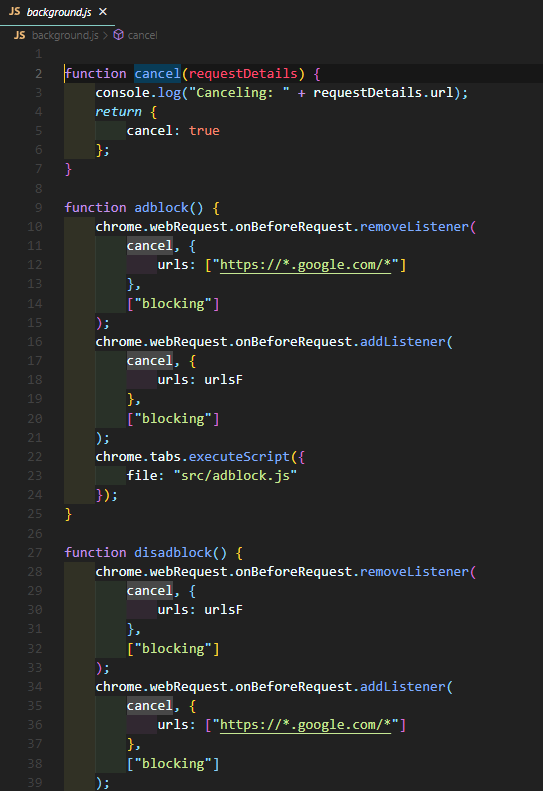 JS background.js ×
JS background.js > cancel
1
2 function cancel(requestDetails) {
3     console.log("Canceling: " + requestDetails.url);
4     return {
5         cancel: true
6     };
7 }
8
9 function adblock() {
10     chrome.webRequest.onBeforeRequest.removeListener(
11         cancel, {
12             urls: ["https://*.google.com/*"]
13         },
14         ["blocking"]
15     );
16     chrome.webRequest.onBeforeRequest.addListener(
17         cancel, {
18             urls: urlsF
19         },
20         ["blocking"]
21     );
22     chrome.tabs.executeScript({
23         file: "src/adblock.js"
24     });
25 }
26
27 function disadblock() {
28     chrome.webRequest.onBeforeRequest.removeListener(
29         cancel, {
30             urls: urlsF
31         },
32         ["blocking"]
33     );
34     chrome.webRequest.onBeforeRequest.addListener(
35         cancel, {
36             urls: ["https://*.google.com/*"]
37         },
38         ["blocking"]
39     );